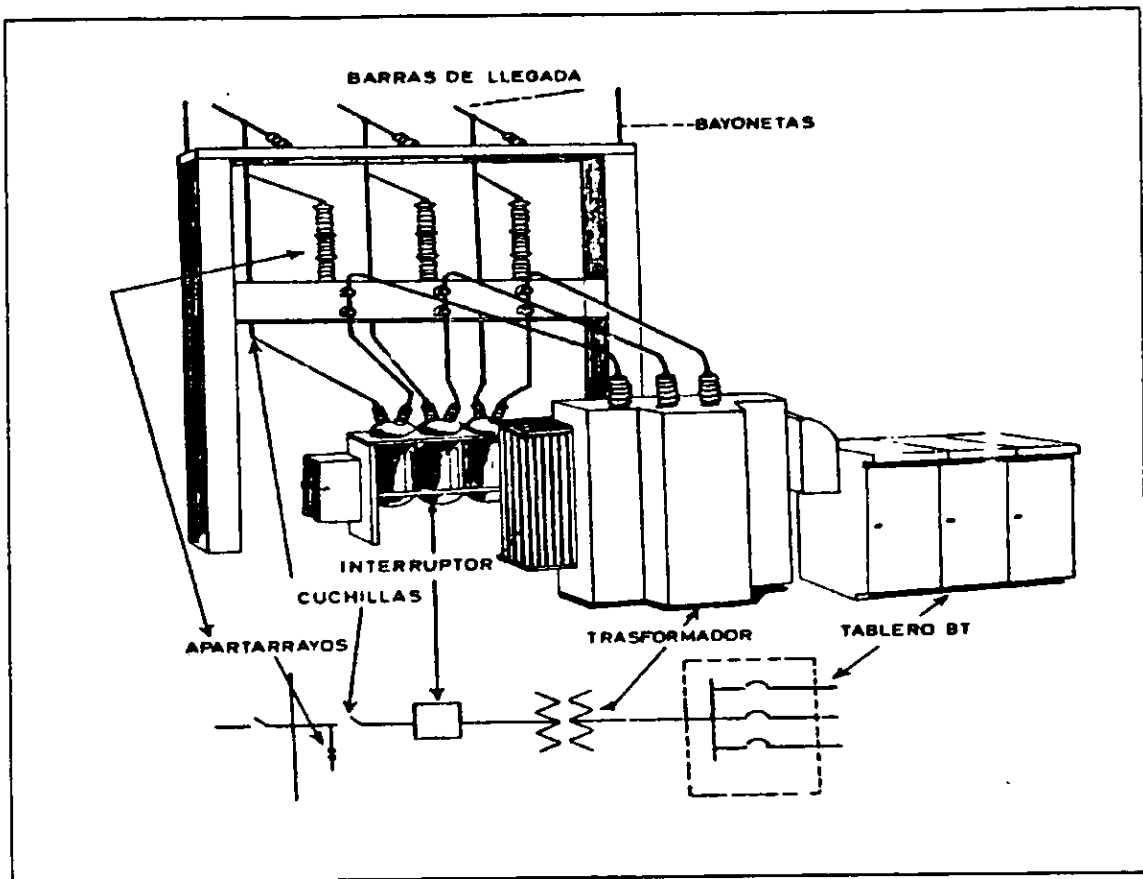 BARRAS DE LLEGADA
BAYONETAS
INTERRUPTOR
CUCHILLAS
APARTARRAYOS
TRASFORMADOR
TABLERO BT